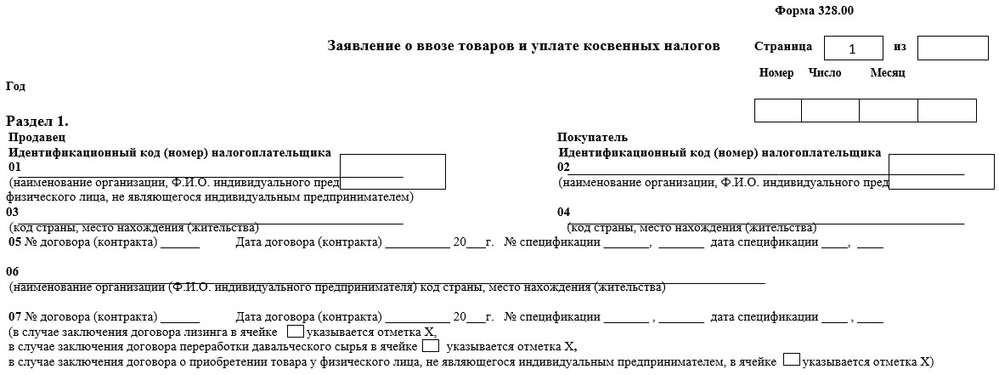 Форма 328.00
Заявление о ввозе товаров и уплате косвенных налогов Страница 1 из
Номер Число Месяц
Год
Раздел 1.
Продавец Покупатель
Идентификационный код (номер) налогоплательщика Идентификационный код (номер) налогоплательщика
01 ______ 02 ______
(наименование организации, Ф.И.О. индивидуального пред (наименование организации, Ф.И.О. индивидуального пред
физического лица, не являющегося индивидуальным предпринимателем)
03 ______ 04 ______
(код страны, место нахождения (жительства) (код страны, место нахождения (жительства)
05 № договора (контракта) ______ Дата договора (контракта) __________ 20___г. № спецификации _______, _______ дата спецификации ____, ____
06 ______
(наименование организации (Ф.И.О. индивидуального предпринимателя) код страны, место нахождения (жительства)
07 № договора (контракта) ______ Дата договора (контракта) __________ 20___г. № спецификации _______ , _______ дата спецификации ____ , ____
(в случае заключения договора лизинга в ячейке указывается отметка X,
в случае заключения договора переработки давальческого сырья в ячейке указывается отметка X,
в случае заключения договора о приобретении товара у физического лица, не являющегося индивидуальным предпринимателем, в ячейке указывается отметка X)